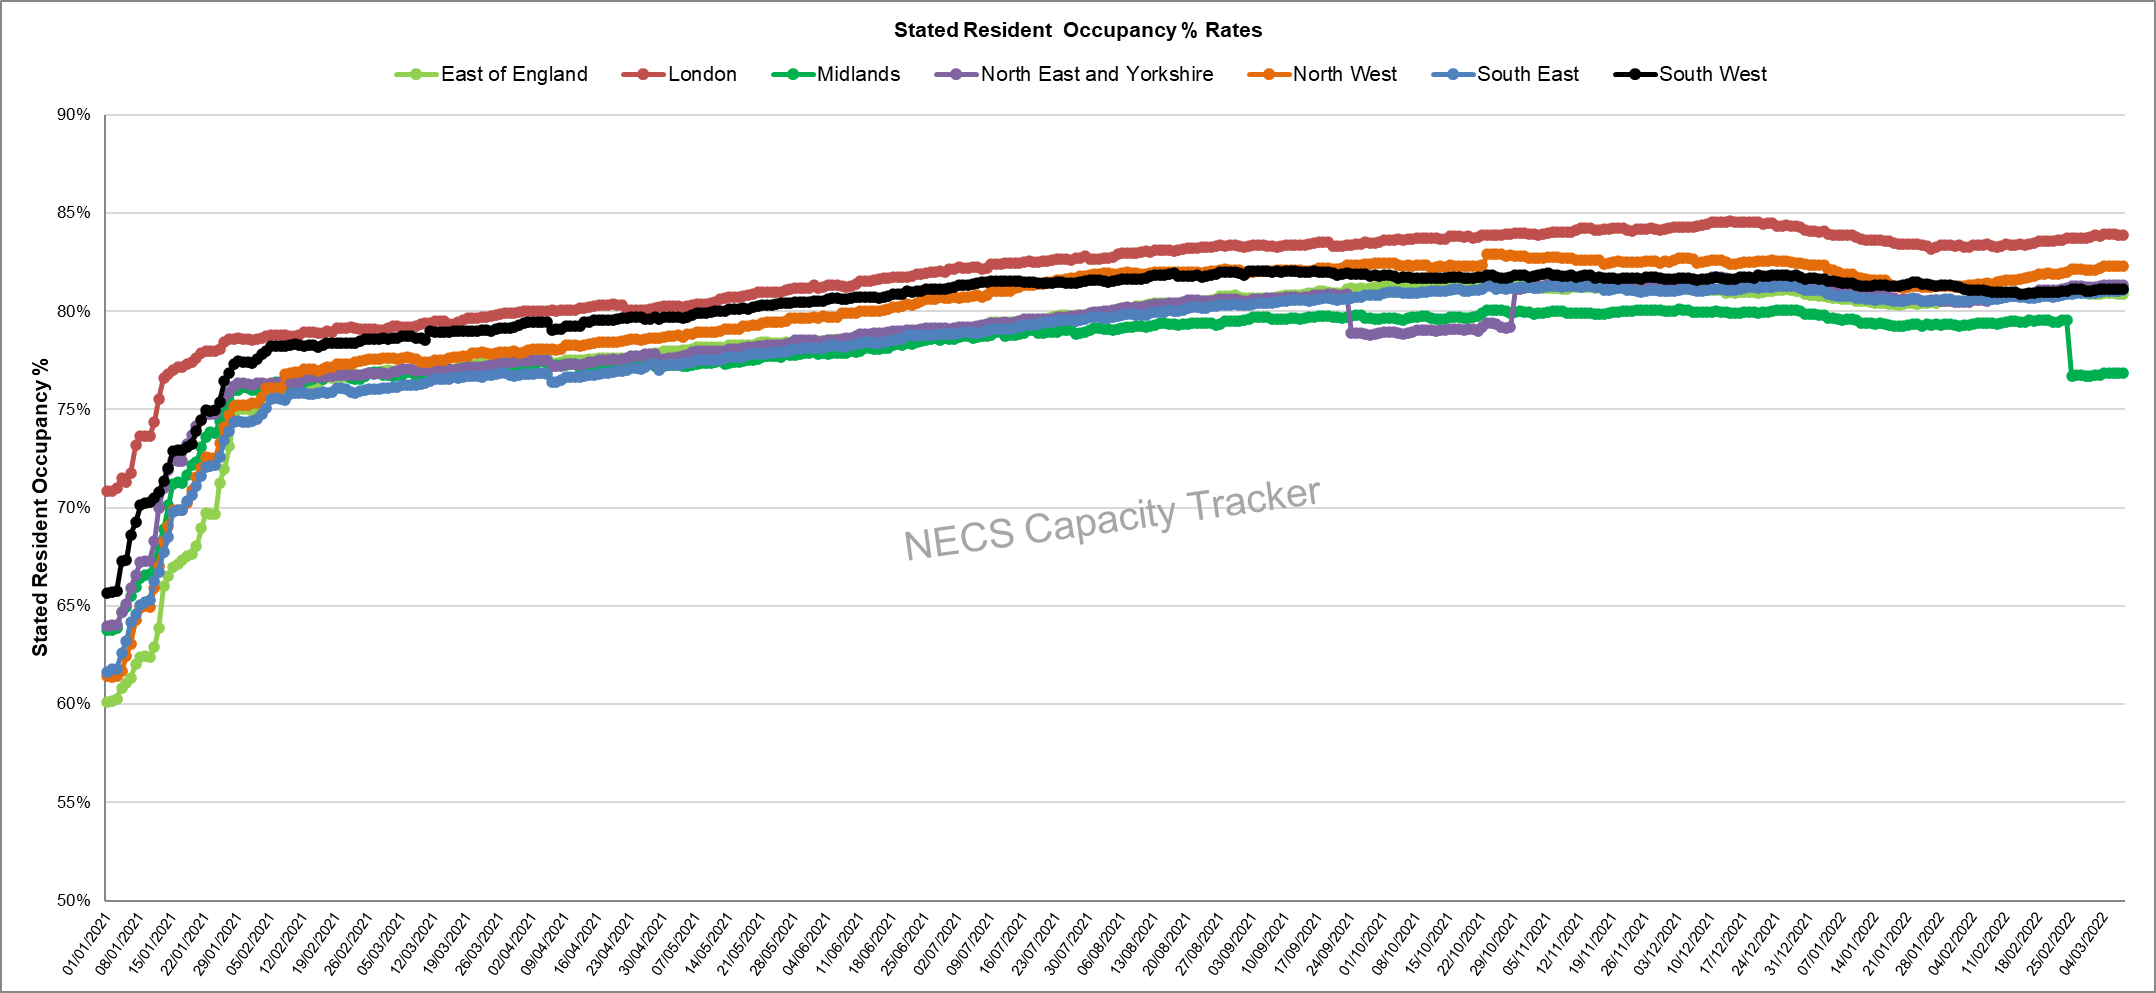 Stated Resident  Occupancy % Rates
East of England London Midlands North East and Yorkshire North West South East South West
Stated Resident Occupancy %
90%
85%
80%
75%
70%
65%
60%
55%
50%
NECS Capacity Tracker
01/01/2021 08/01/2021 15/01/2021 22/01/2021 29/01/2021 05/02/2021 12/02/2021 19/02/2021 26/02/2021 05/03/2021 12/03/2021 19/03/2021 26/03/2021 02/04/2021 09/04/2021 16/04/2021 23/04/2021 30/04/2021 07/05/2021 14/05/2021 21/05/2021 28/05/2021 04/06/2021 11/06/2021 18/06/2021 25/06/2021 02/07/2021 09/07/2021 16/07/2021 23/07/2021 30/07/2021 06/08/2021 13/08/2021 20/08/2021 27/08/2021 03/09/2021 10/09/2021 17/09/2021 24/09/2021 01/10/2021 08/10/2021 15/10/2021 22/10/2021 29/10/2021 05/11/2021 12/11/2021 19/11/2021 26/11/2021 03/12/2021 10/12/2021 17/12/2021 24/12/2021 31/12/2021 07/01/2022 14/01/2022 21/01/2022 28/01/2022 04/02/2022 11/02/2022 18/02/2022 25/02/2022 04/03/2022